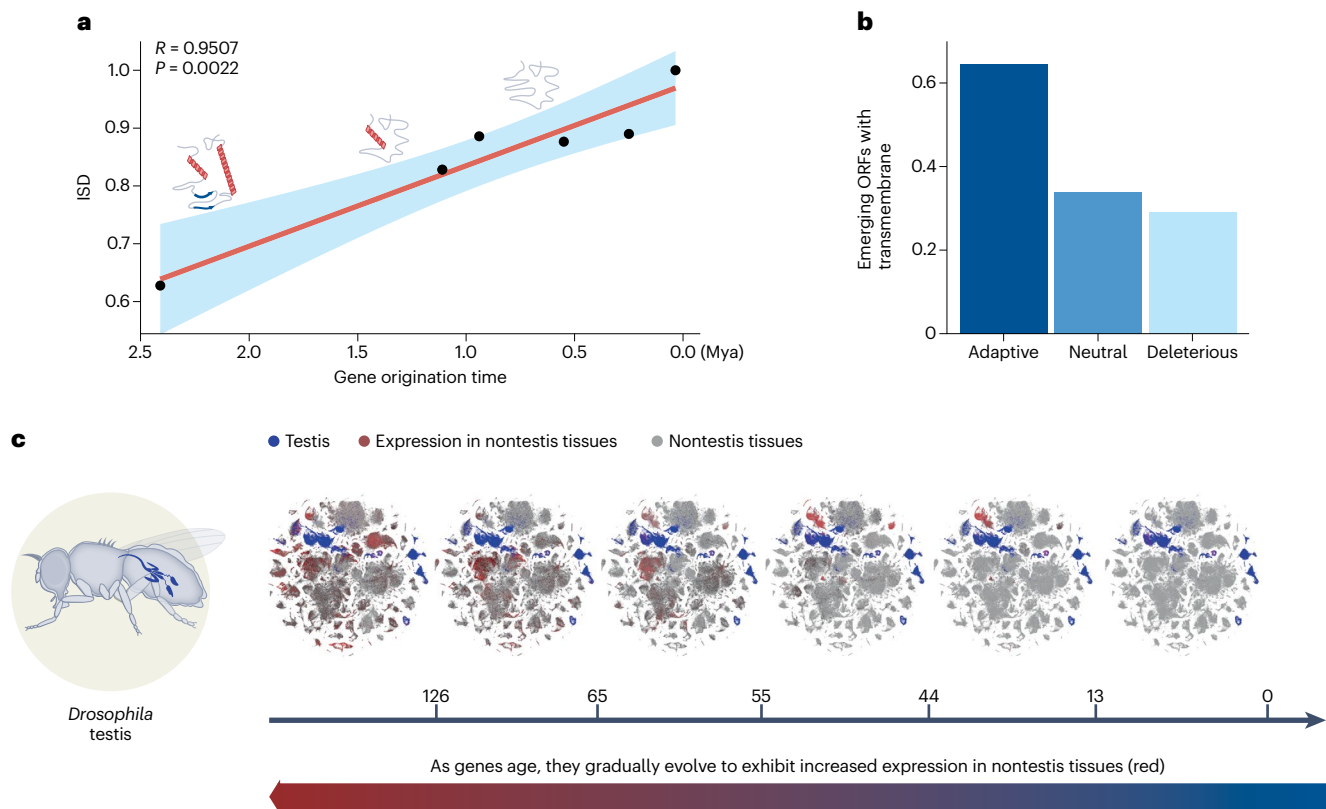 a
R = 0.9507
P = 0.0022
1.0
0.9
0.8
0.7
0.6
ISD
2.5
2.0
1.5
1.0
0.5
0.0 (Mya)
Gene origination time
b
Emerging ORFs with
transmembrane
0.6
0.4
0.2
0
Adaptive
Neutral
Deleterious
c
Testis
Expression in nontestis tissues
Nontestis tissues
Drosophila
testis
126
65
55
44
13
0
As genes age, they gradually evolve to exhibit increased expression in nontestis tissues (red)